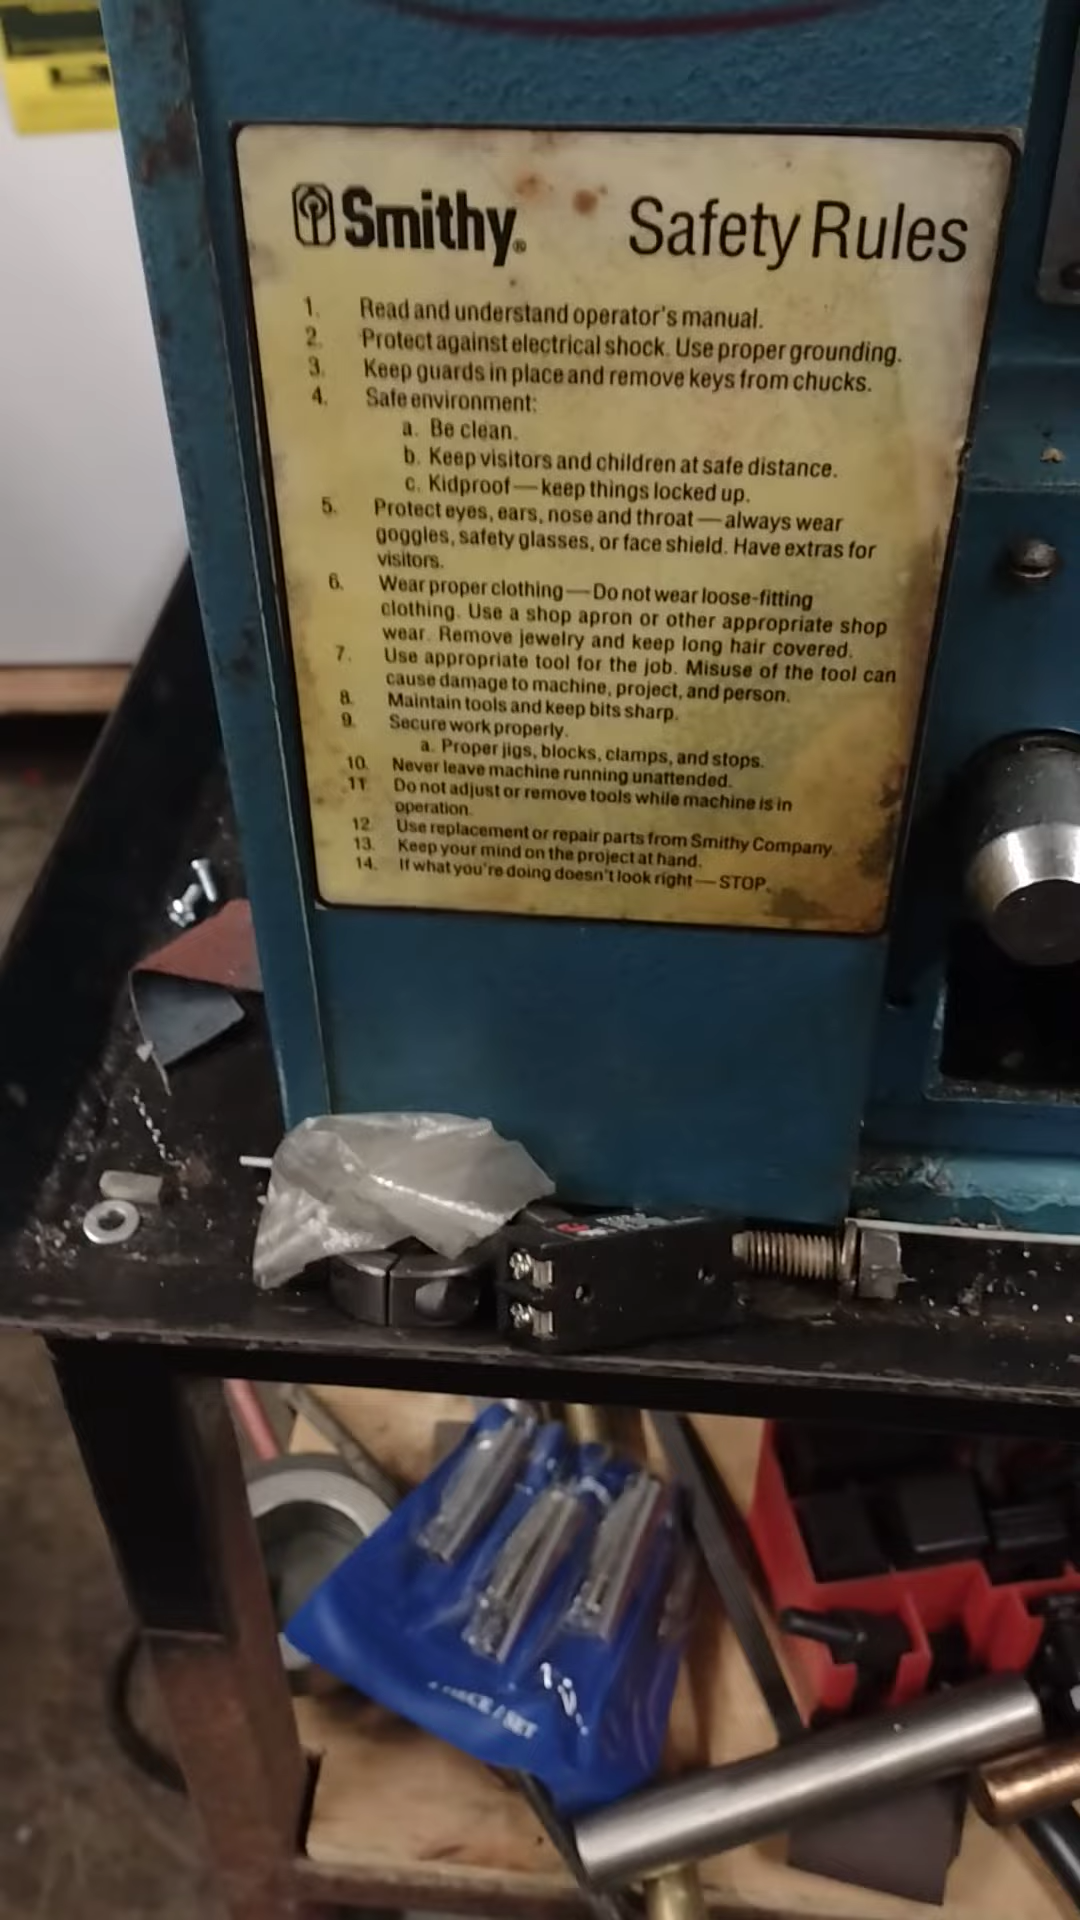 Smithy® Safety Rules
1. Read and understand operator's manual.
2. Protect against electrical shock. Use proper grounding.
3. Keep guards in place and remove keys from chucks.
4. Safe environment:
a. Be clean.
b. Keep visitors and children at safe distance.
c. Kidproof — keep things locked up.
5. Protect eyes, ears, nose and throat — always wear
goggles, safety glasses, or face shield. Have extras for
visitors.
6. Wear proper clothing — Do not wear loose-fitting
clothing. Use a shop apron or other appropriate shop
wear. Remove jewelry and keep long hair covered.
7. Use appropriate tool for the job. Misuse of the tool can
cause damage to machine, project, and person.
8. Maintain tools and keep bits sharp.
9. Secure work properly.
a. Proper jigs, blocks, clamps, and stops.
10. Never leave machine running unattended.
11. Do not adjust or remove tools while machine is in
operation.
12. Use replacement or repair parts from Smithy Company.
13. Keep your mind on the project at hand.
14. If what you're doing doesn't look right — STOP.
/ SET